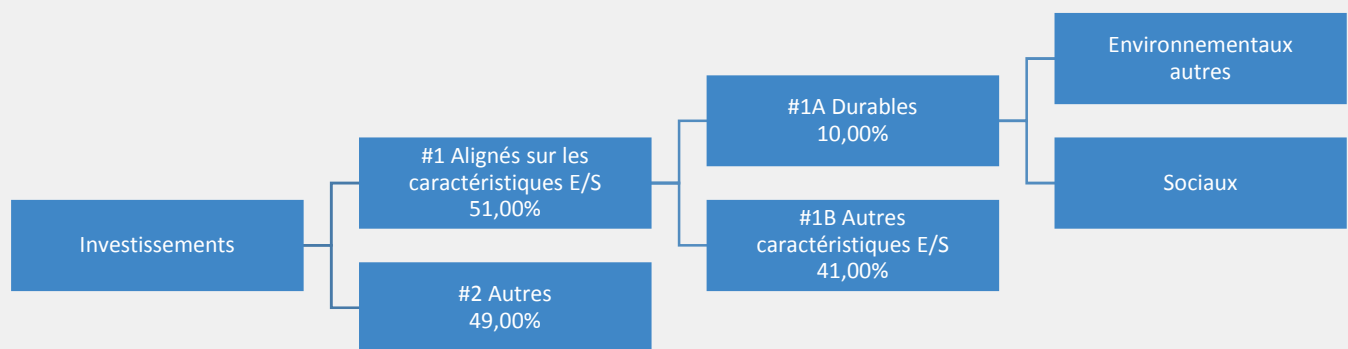 Investissements
#1 Alignés sur les
caractéristiques E/S
51,00%
#2 Autres
49,00%
#1A Durables
10,00%
#1B Autres
caractéristiques E/S
41,00%
Environnementaux
autres
Sociaux